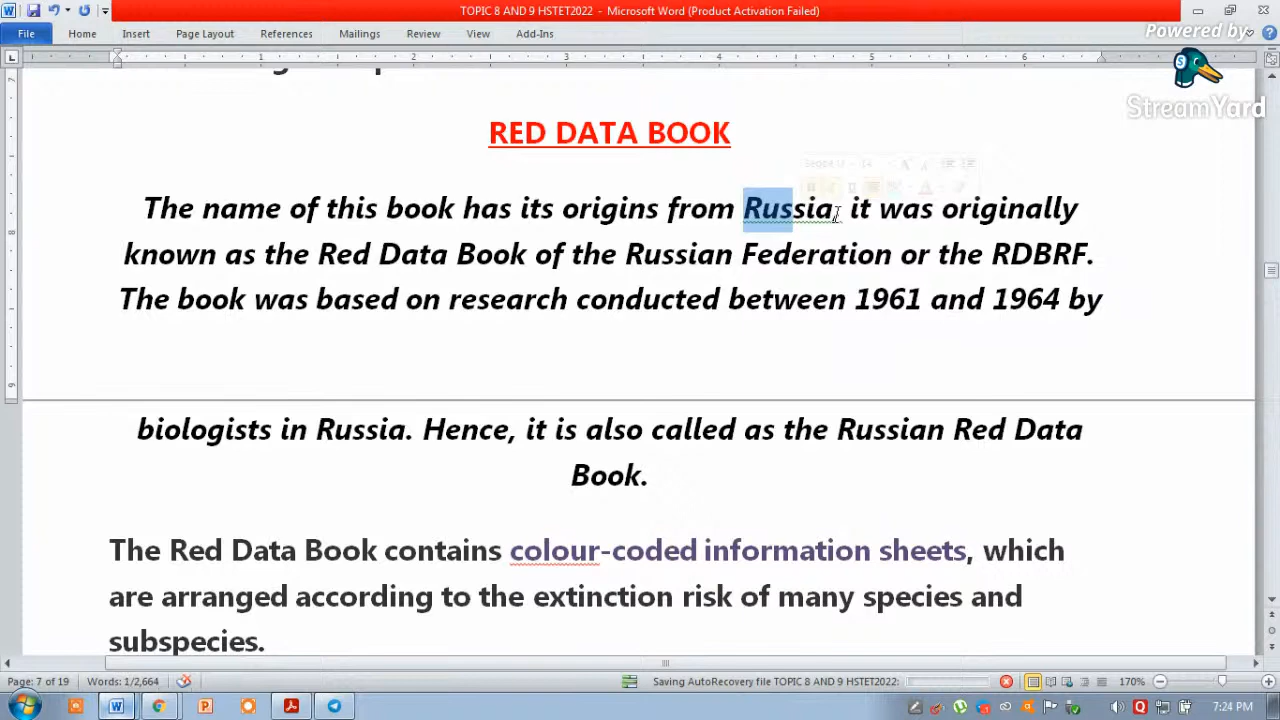 TOPIC 8 AND 9 HSTET2022 - Microsoft Word (Product Activation Failed)
File Home Insert Page Layout References Mailings Review View Add-Ins
Powered by
StreamYard
RED DATA BOOK
The name of this book has its origins from Russia, it was originally
known as the Red Data Book of the Russian Federation or the RDBRF.
The book was based on research conducted between 1961 and 1964 by
biologists in Russia. Hence, it is also called as the Russian Red Data
Book.
The Red Data Book contains colour-coded information sheets, which
are arranged according to the extinction risk of many species and
subspecies.
Page: 7 of 19 Words: 1/2,664 Saving AutoRecovery file TOPIC 8 AND 9 HSTET2022: 170%
7:24 PM